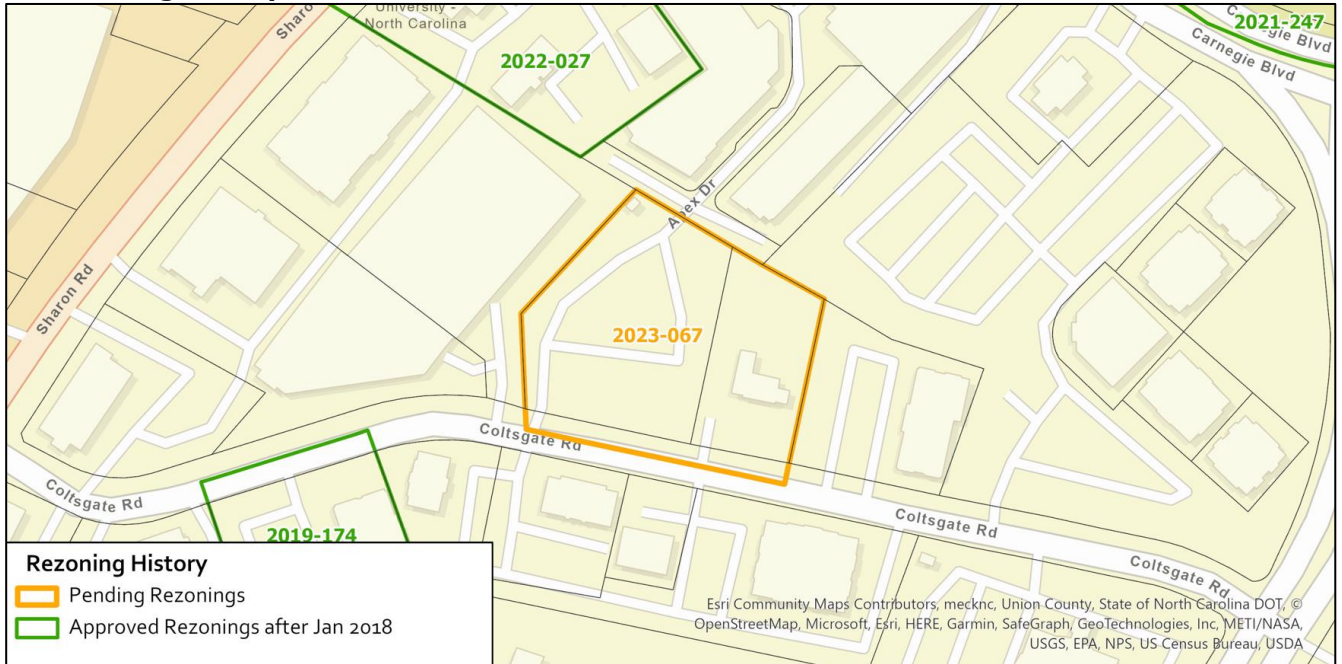 University -
North Carolina
Sharo
2022-027
2021-247
Carnegie Blvd
Carnegie Blvd
Apex Dr
Sharon Rd
2023-067
Coltsgate Rd
Coltsgate Rd
Coltsgate Rd
Coltsgate Rd
2019-174
Rezoning History
Pending Rezonings
Approved Rezonings after Jan 2018
Esri Community Maps Contributors, mecknc, Union County, State of North Carolina DOT, ©
OpenStreetMap, Microsoft, Esri, HERE, Garmin, SafeGraph, GeoTechnologies, Inc, METI/NASA,
USGS, EPA, NPS, US Census Bureau, USDA